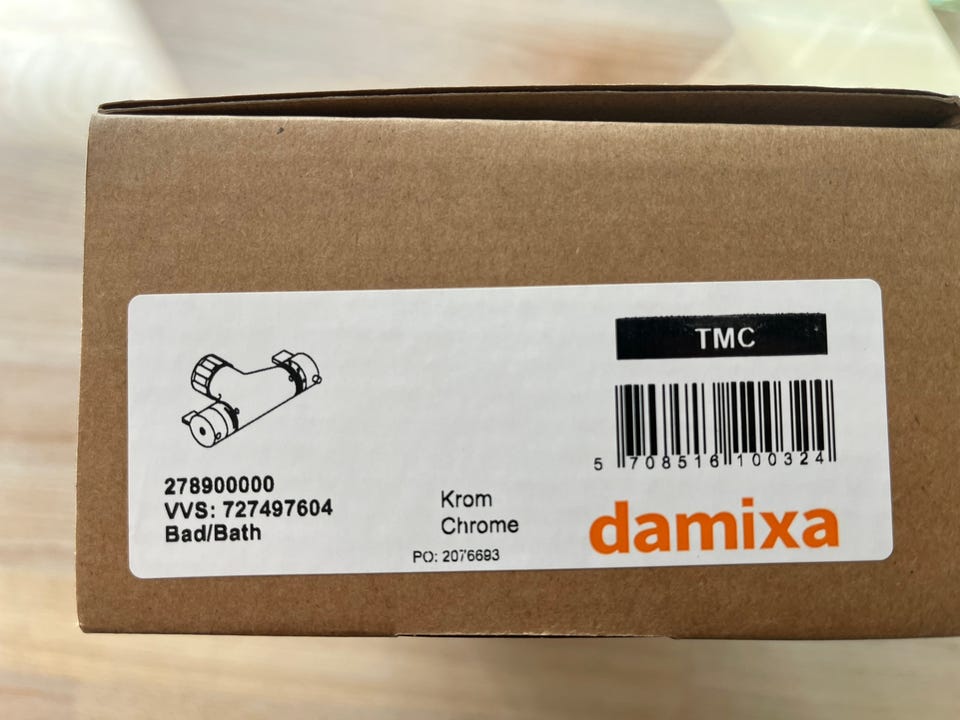 TMC
5 708516 100324
278900000
VVS: 727497604
Bad/Bath
Krom
Chrome
PO: 2076693
damixa